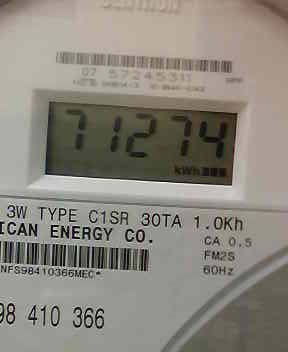 07 57245311
71274
kWh
3W TYPE C1SR 30TA 1.0Kh
ICAN ENERGY CO.
CA 0.5
FM2S
NFS98410366MEC*
60Hz
98 410 366